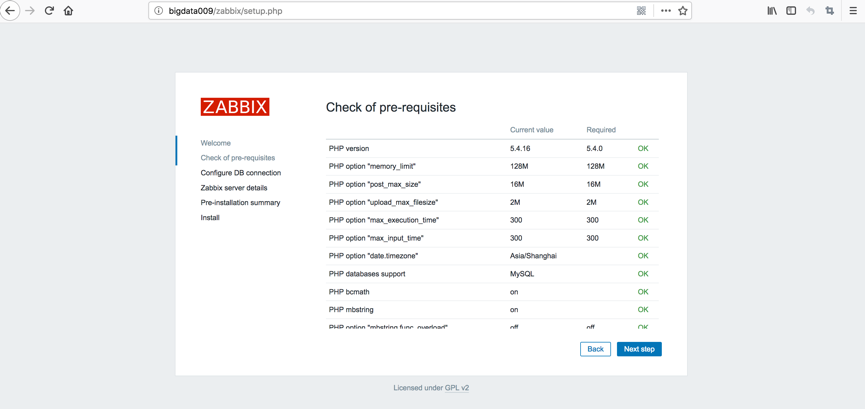 bigdata009/zabbix/setup.php
ZABBIX
Welcome
Check of pre-requisites
Configure DB connection
Zabbix server details
Pre-installation summary
Install
Check of pre-requisites
Current value Required
PHP version 5.4.16 5.4.0 OK
PHP option "memory_limit" 128M 128M OK
PHP option "post_max_size" 16M 16M OK
PHP option "upload_max_filesize" 2M 2M OK
PHP option "max_execution_time" 300 300 OK
PHP option "max_input_time" 300 300 OK
PHP option "date.timezone" Asia/Shanghai OK
PHP databases support MySQL OK
PHP bcmath on OK
PHP mbstring on OK
PHP option "mbstring.func_overload" off off OK
Back Next step
Licensed under GPL v2